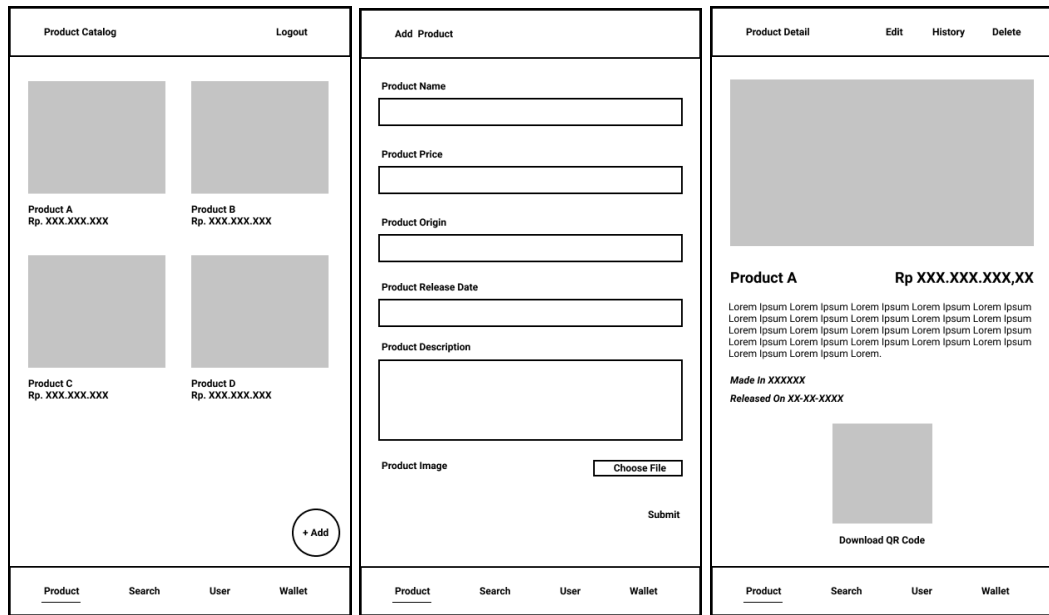 Product Catalog Logout
Product A
Rp. XXX.XXX.XXX
Product B
Rp. XXX.XXX.XXX
Product C
Rp. XXX.XXX.XXX
Product D
Rp. XXX.XXX.XXX
+ Add
Product Search User Wallet
Add Product
Product Name
Product Price
Product Origin
Product Release Date
Product Description
Product Image Choose File
Submit
Product Search User Wallet
Product Detail Edit History Delete
Product A Rp XXX.XXX.XXX,XX
Lorem Ipsum Lorem Ipsum Lorem Ipsum Lorem Ipsum Lorem Ipsum
Lorem Ipsum Lorem Ipsum Lorem Ipsum Lorem Ipsum Lorem Ipsum
Lorem Ipsum Lorem Ipsum Lorem Ipsum Lorem Ipsum Lorem Ipsum
Lorem Ipsum Lorem Ipsum Lorem Ipsum Lorem Ipsum Lorem Ipsum
Lorem Ipsum Lorem Ipsum Lorem.
Made In XXXXXX
Released On XX-XX-XXXX
Download QR Code
Product Search User Wallet